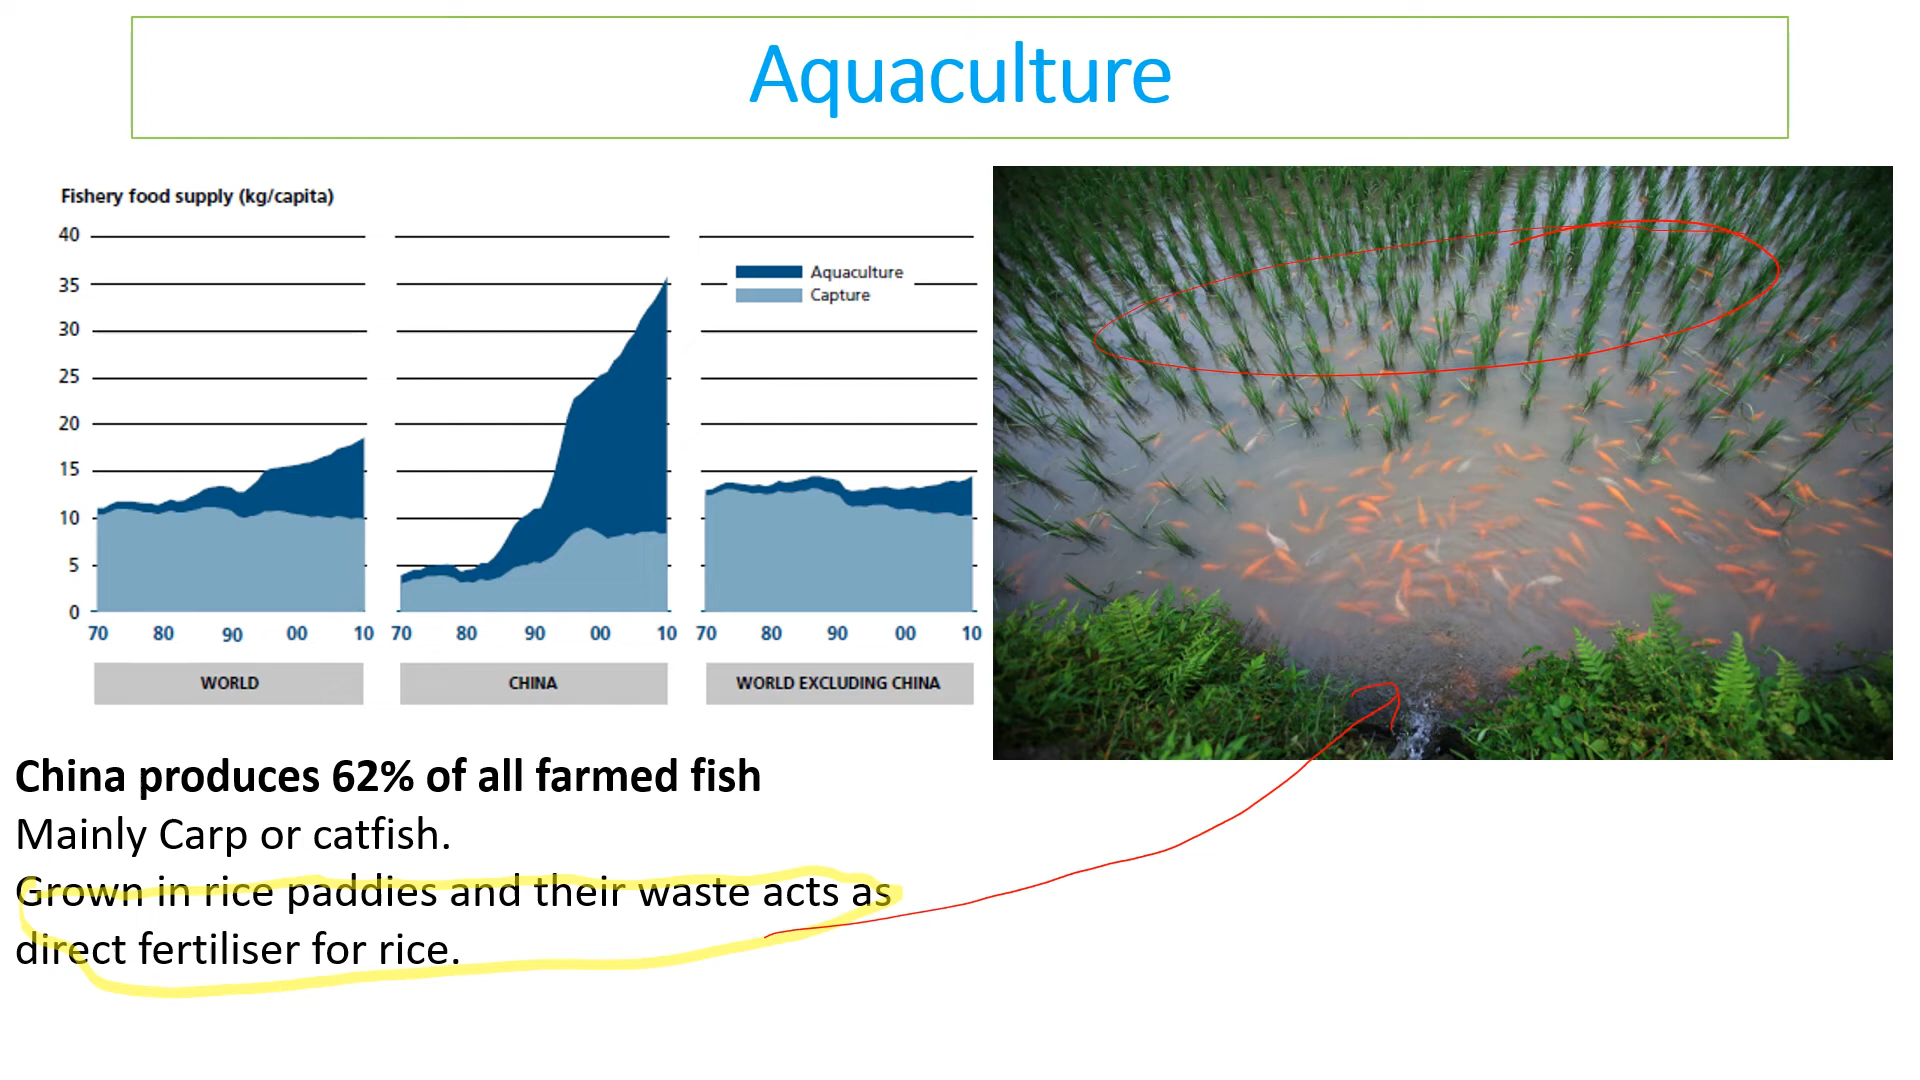 Aquaculture
Fishery food supply (kg/capita)
40
35
30
25
20
15
10
5
0
Aquaculture
Capture
70 80 90 00 10 70 80 90 00 10 70 80 90 00 10
WORLD CHINA WORLD EXCLUDING CHINA
China produces 62% of all farmed fish
Mainly Carp or catfish.
Grown in rice paddies and their waste acts as
direct fertiliser for rice.